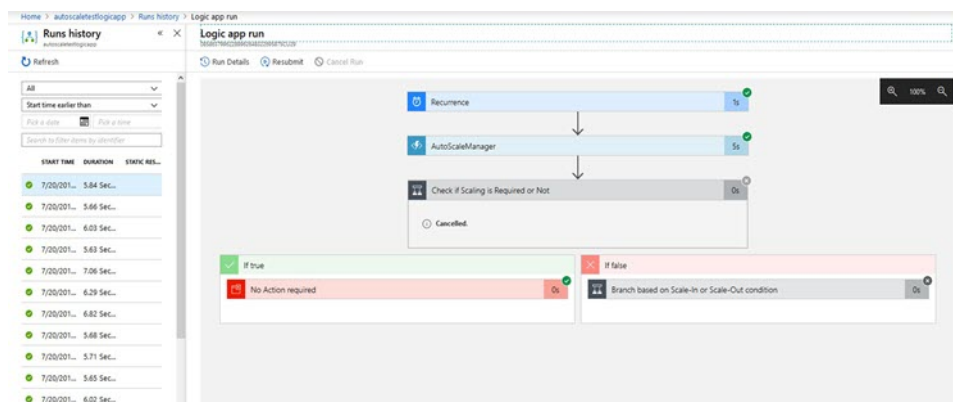 Home > autoscaletestlogicapp > Runs history > Logic app run
Runs history
autoscaletestlogicapp
Refresh
All
Start time earlier than
Pick a date
Pick a time
Search to filter items by identifier
START TIME DURATION STATIC RES...
7/20/201... 5.84 Sec...
7/20/201... 5.66 Sec...
7/20/201... 6.03 Sec...
7/20/201... 5.63 Sec...
7/20/201... 7.06 Sec...
7/20/201... 6.29 Sec...
7/20/201... 6.82 Sec...
7/20/201... 5.68 Sec...
7/20/201... 5.71 Sec...
7/20/201... 5.65 Sec...
7/20/201... 6.02 Sec...
Logic app run
Run Details Resubmit Cancel Run
100%
Recurrence 1s
AutoScaleManager 5s
Check if Scaling is Required or Not 0s
Cancelled.
If true
No Action required 0s
If false
Branch based on Scale-In or Scale-Out condition 0s